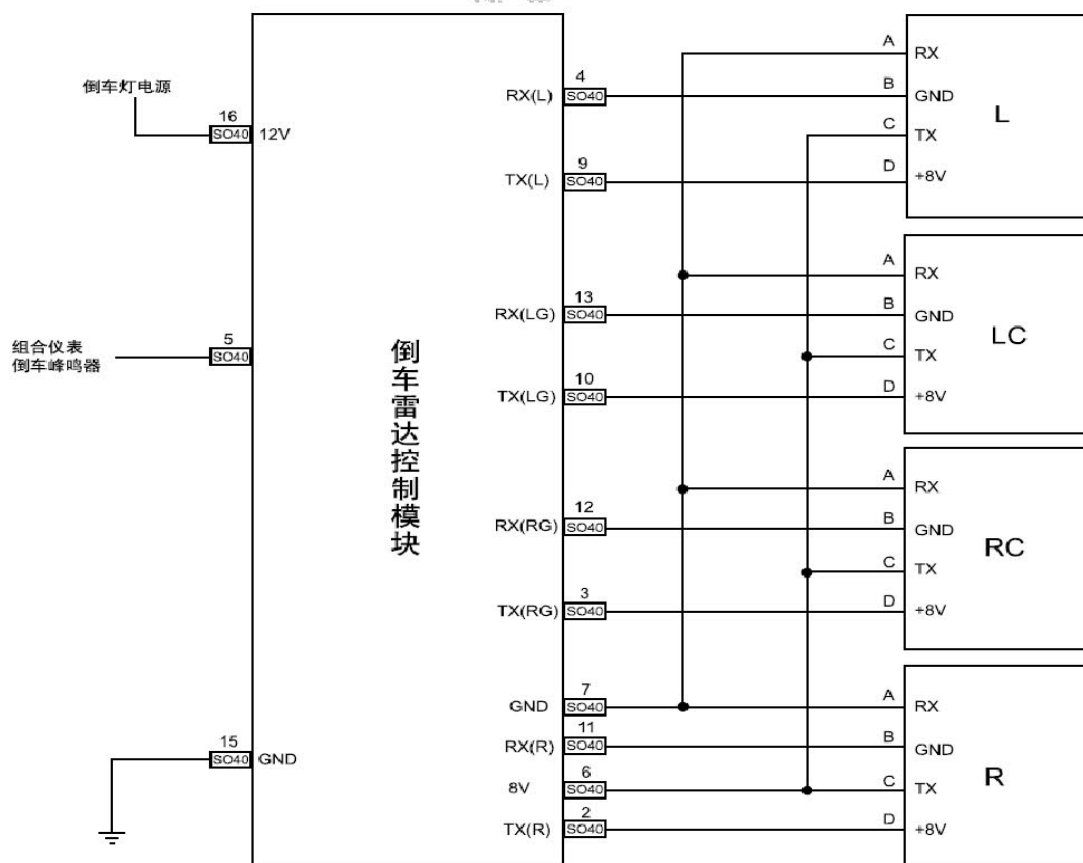 倒车灯电源
16
SO40
12V
组合仪表
倒车峰鸣器
5
SO40
15
SO40
GND
倒车雷达控制模块
RX(L)
4
SO40
TX(L)
9
SO40
RX(LG)
13
SO40
TX(LG)
10
SO40
RX(RG)
12
SO40
TX(RG)
3
SO40
GND
7
SO40
RX(R)
11
SO40
8V
6
SO40
TX(R)
2
SO40
A
RX
B
GND
C
TX
D
+8V
L
A
RX
B
GND
C
TX
D
+8V
LC
A
RX
B
GND
C
TX
D
+8V
RC
A
RX
B
GND
C
TX
D
+8V
R